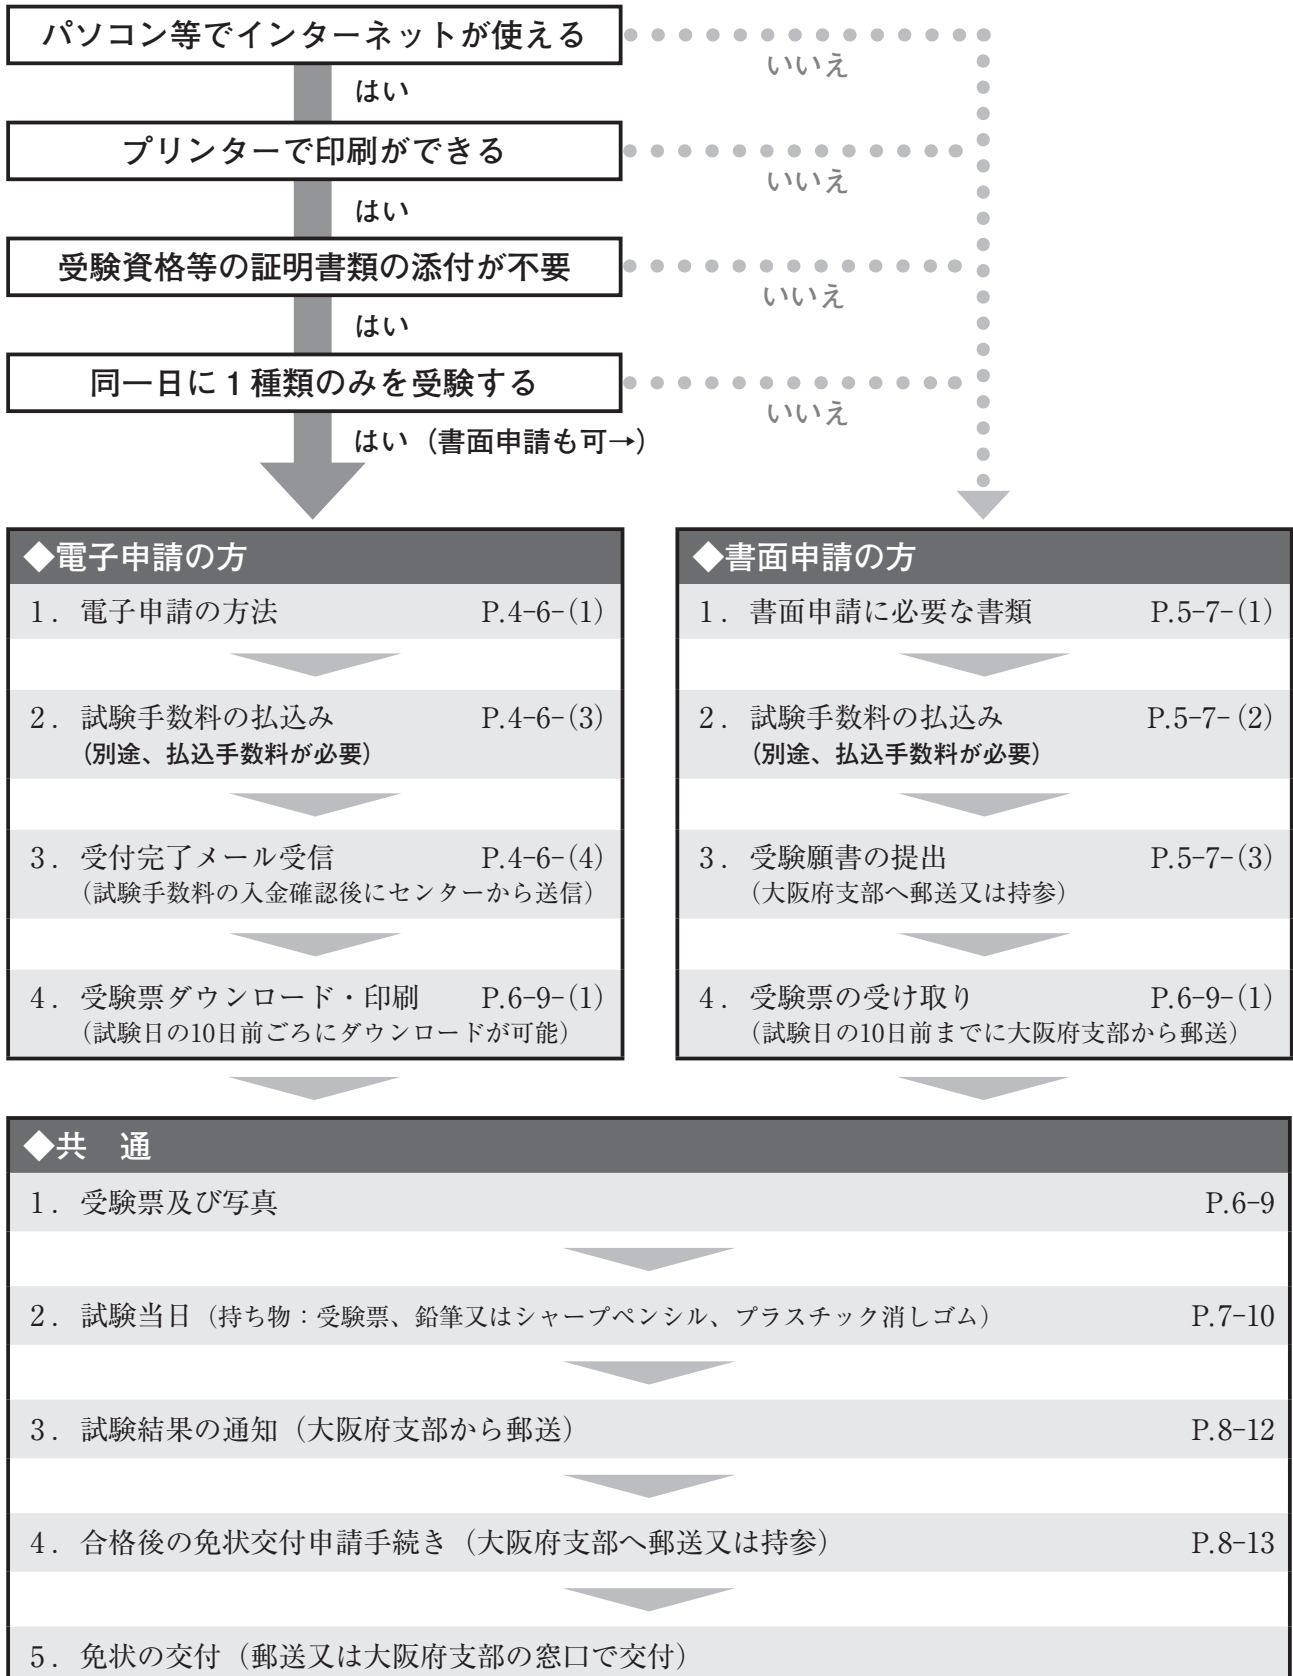 パソコン等でインターネットが使える
いいえ
はい
プリンターで印刷ができる
いいえ
はい
受験資格等の証明書類の添付が不要
いいえ
はい
同一日に1種類のみを受験する
いいえ
はい（書面申請も可→）
◆電子申請の方
1．電子申請の方法 P.4-6-(1)
2．試験手数料の払込み P.4-6-(3)
（別途、払込手数料が必要）
3．受付完了メール受信 P.4-6-(4)
（試験手数料の入金確認後にセンターから送信）
4．受験票ダウンロード・印刷 P.6-9-(1)
（試験日の10日前ごろにダウンロードが可能）
◆書面申請の方
1．書面申請に必要な書類 P.5-7-(1)
2．試験手数料の払込み P.5-7-(2)
（別途、払込手数料が必要）
3．受験願書の提出 P.5-7-(3)
（大阪府支部へ郵送又は持参）
4．受験票の受け取り P.6-9-(1)
（試験日の10日前までに大阪府支部から郵送）
◆共　通
1．受験票及び写真 P.6-9
2．試験当日（持ち物：受験票、鉛筆又はシャープペンシル、プラスチック消しゴム） P.7-10
3．試験結果の通知（大阪府支部から郵送） P.8-12
4．合格後の免状交付申請手続き（大阪府支部へ郵送又は持参） P.8-13
5．免状の交付（郵送又は大阪府支部の窓口で交付）